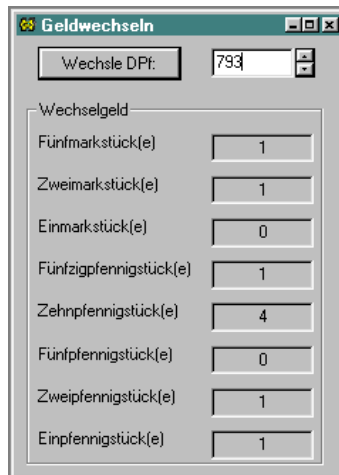 Geldwechseln
Wechsle DPf: 793
Wechselgeld
Fünfmarkstück(e) 1
Zweimarkstück(e) 1
Einmarkstück(e) 0
Fünfzigpfennigstück(e) 1
Zehnpfennigstück(e) 4
Fünfpfennigstück(e) 0
Zweipfennigstück(e) 1
Einpfennigstück(e) 1